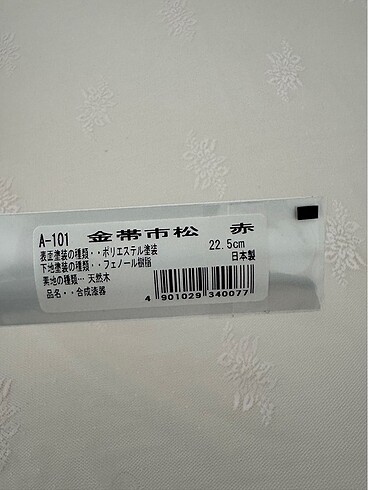 A-101 金帯市松 赤
表面塗装の種類・・ポリエステル塗装 22.5cm
下地塗装の種類・・フェノール樹脂 日本製
素地の種類… 天然木
品名・・合成漆器
4 901029 340077